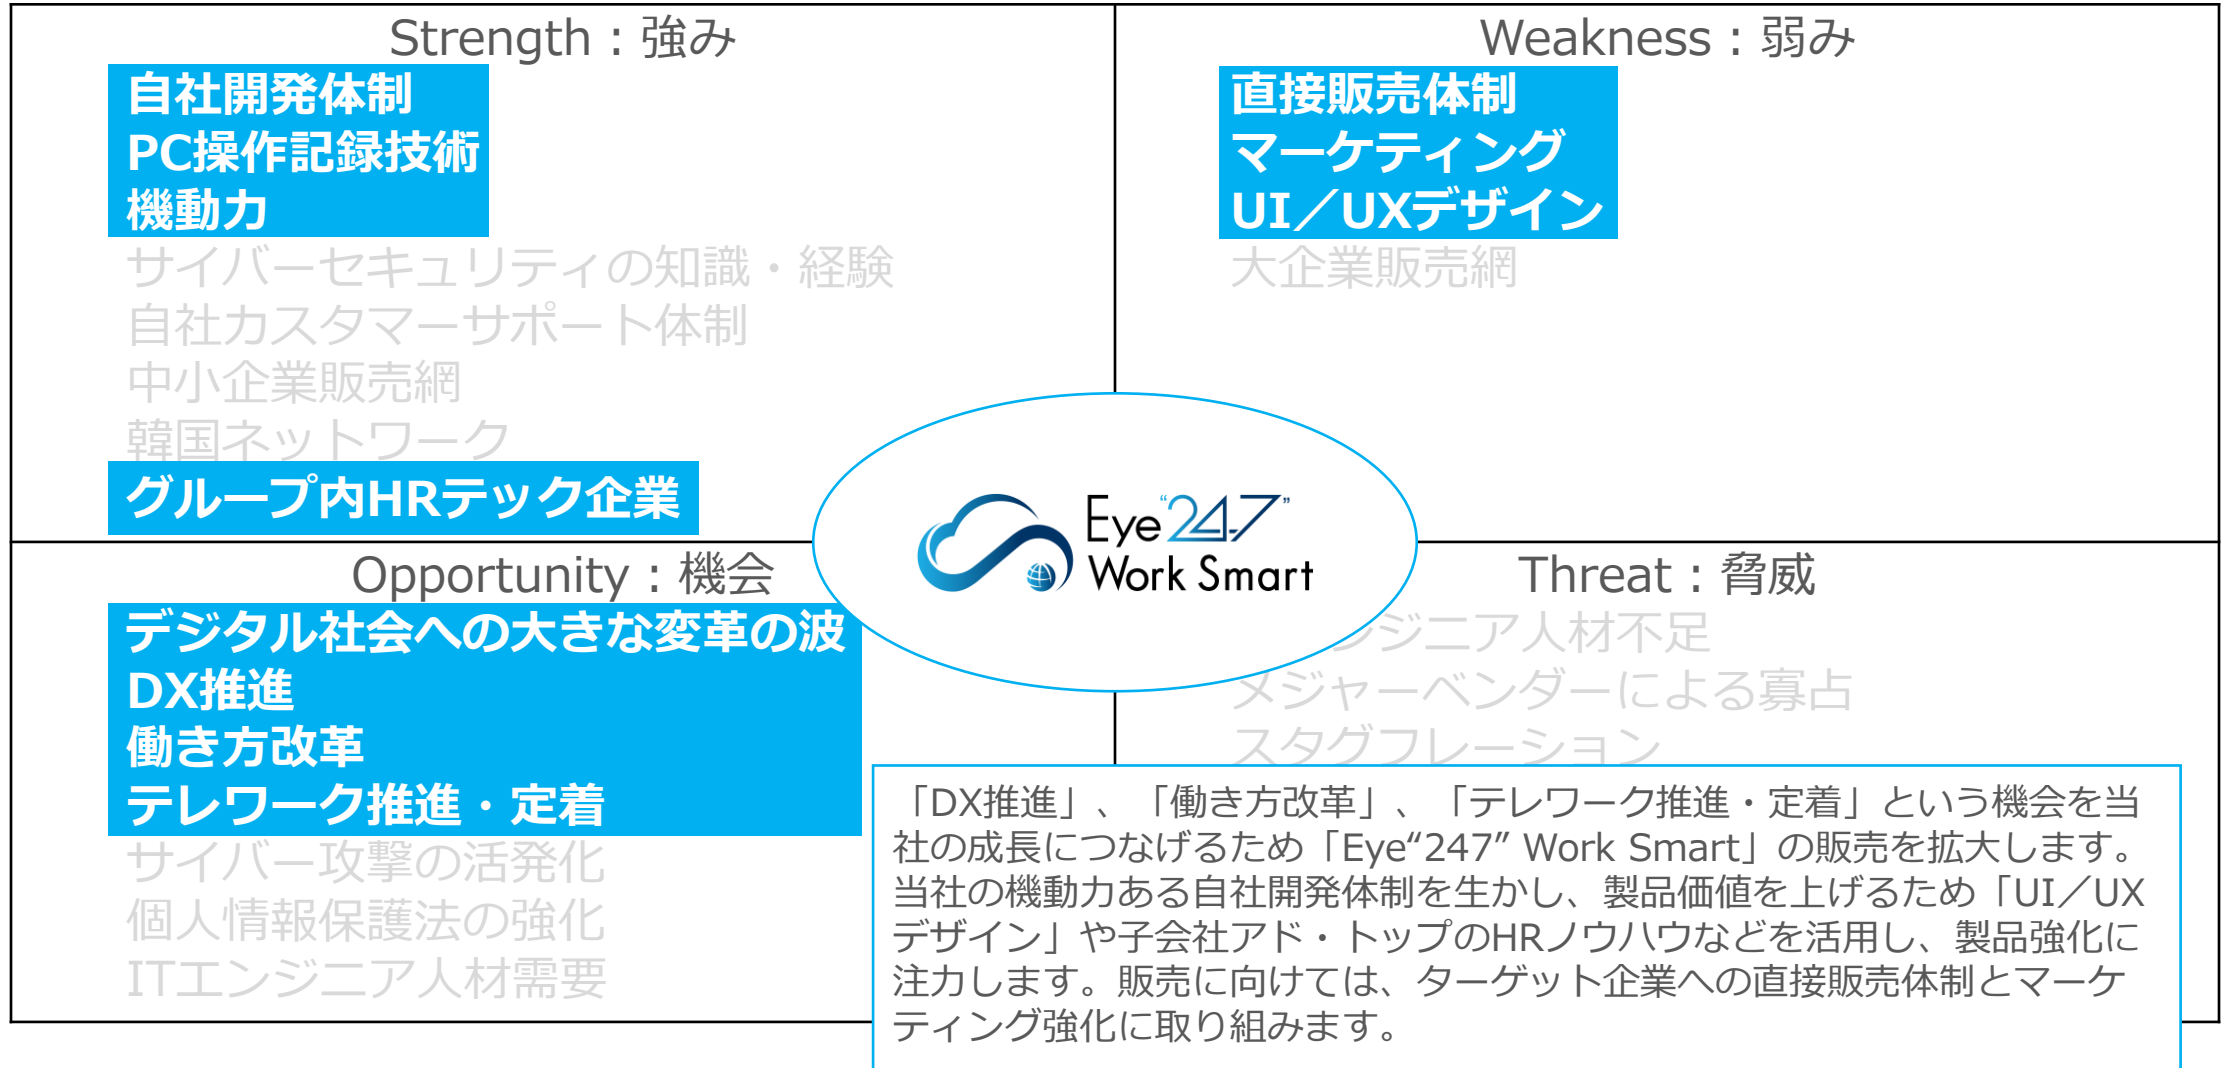 Strength：強み
自社開発体制
PC操作記録技術
機動力
サイバーセキュリティの知識・経験
自社カスタマーサポート体制
中小企業販売網
韓国ネットワーク
グループ内HRテック企業
Weakness：弱み
直接販売体制
マーケティング
UI／UXデザイン
大企業販売網
Eye“247”
Work Smart
Opportunity：機会
デジタル社会への大きな変革の波
DX推進
働き方改革
テレワーク推進・定着
サイバー攻撃の活発化
個人情報保護法の強化
ITエンジニア人材需要
Threat：脅威
ンジニア人材不足
メジャーベンダーによる寡占
スタグフレーション
「DX推進」、「働き方改革」、「テレワーク推進・定着」という機会を当
社の成長につなげるため「Eye“247” Work Smart」の販売を拡大します。
当社の機動力ある自社開発体制を生かし、製品価値を上げるため「UI／UX
デザイン」や子会社アド・トップのHRノウハウなどを活用し、製品強化に
注力します。販売に向けては、ターゲット企業への直接販売体制とマーケ
ティング強化に取り組みます。